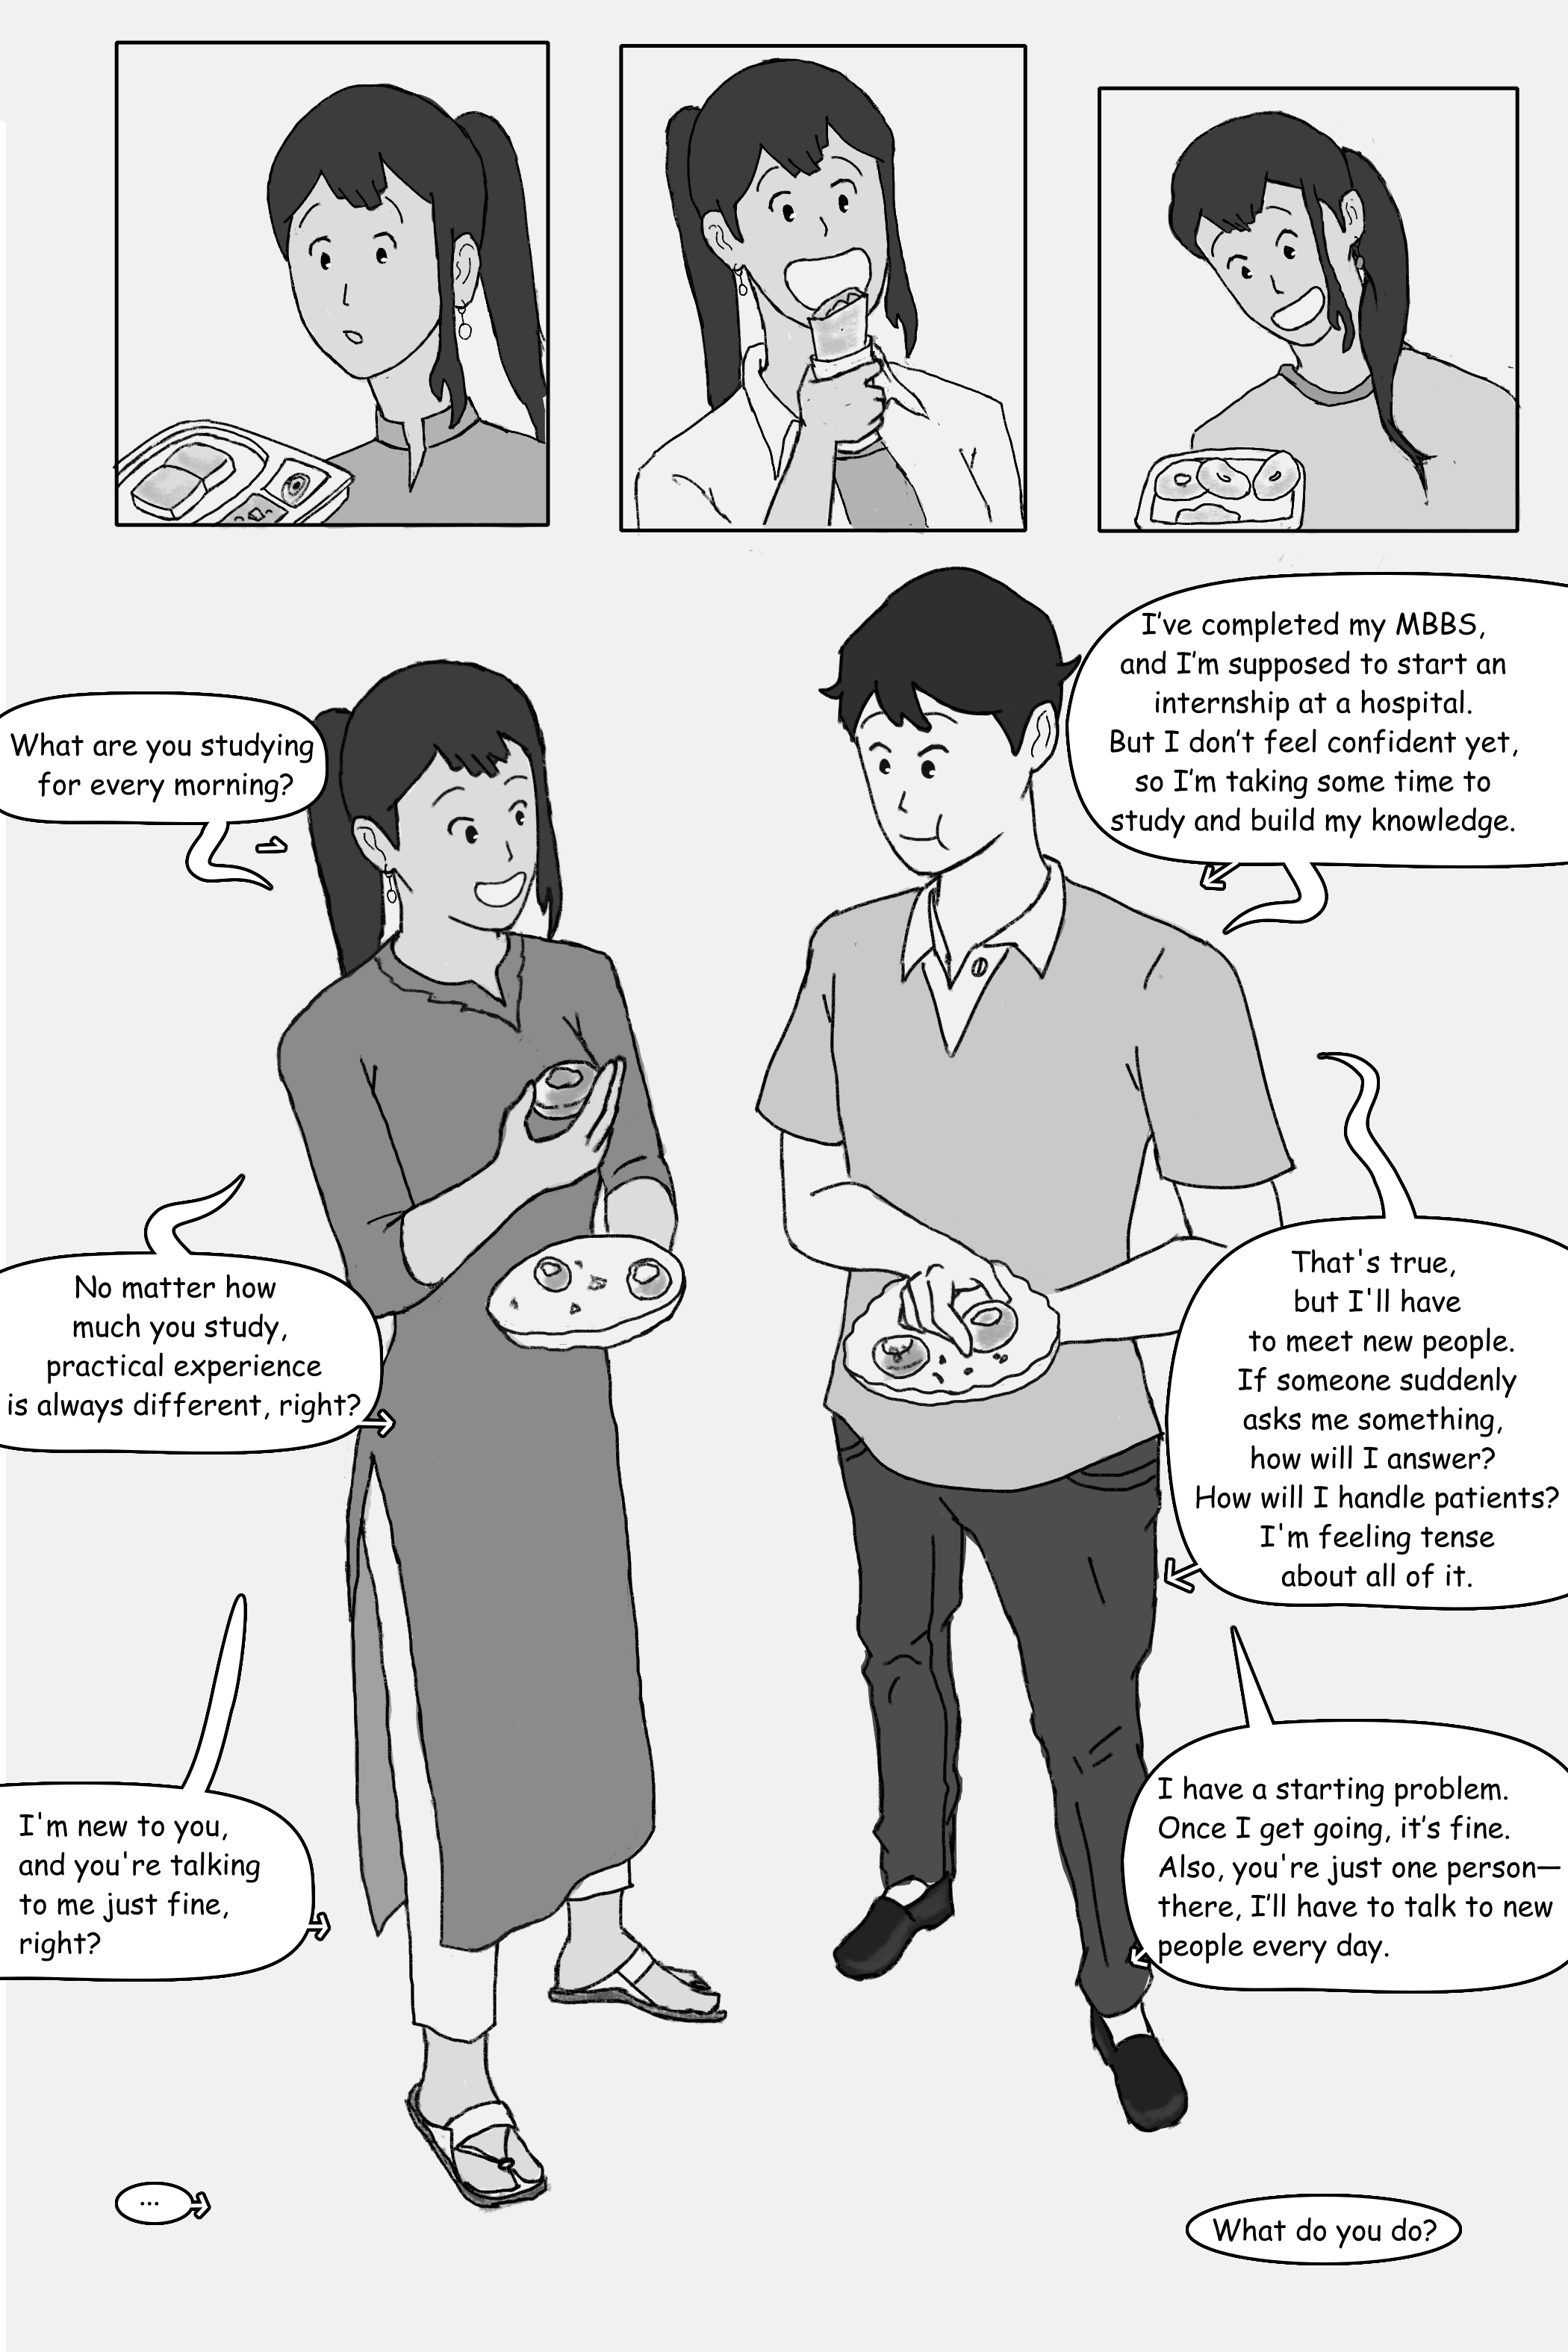 What are you studying
for every morning?
I've completed my MBBS,
and I'm supposed to start an
internship at a hospital.
But I don't feel confident yet,
so I'm taking some time to
study and build my knowledge.
No matter how
much you study,
practical experience
is always different, right?
That's true,
but I'll have
to meet new people.
If someone suddenly
asks me something,
how will I answer?
How will I handle patients?
I'm feeling tense
about all of it.
I'm new to you,
and you're talking
to me just fine,
right?
I have a starting problem.
Once I get going, it's fine.
Also, you're just one person—
there, I'll have to talk to new
people every day.
...
What do you do?